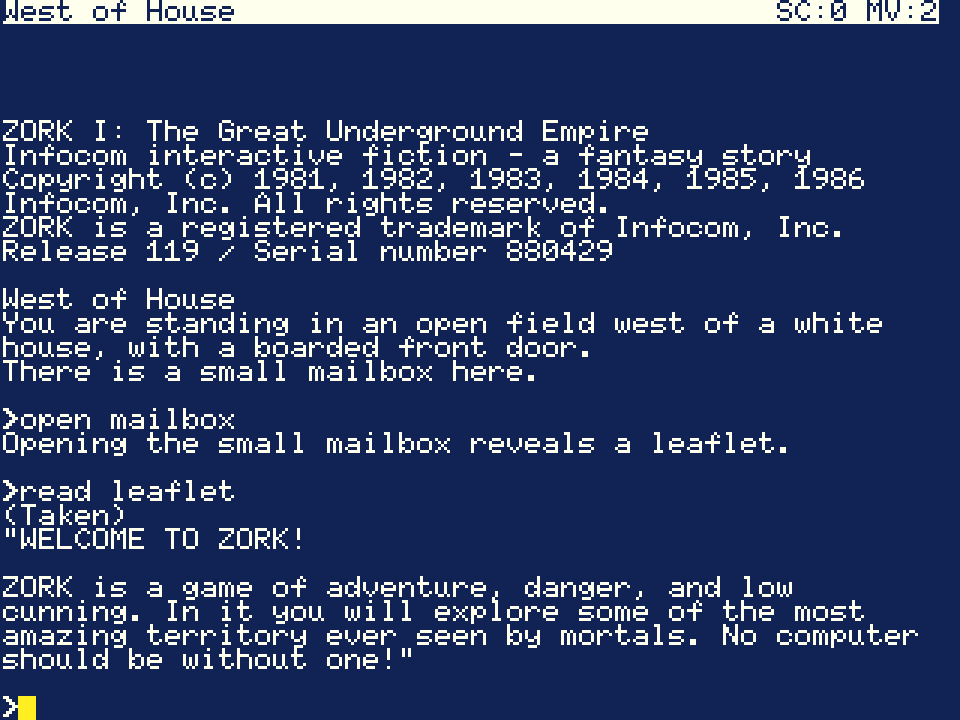 West of House SC:0 MV:2
ZORK I: The Great Underground Empire
Infocom interactive fiction - a fantasy story
Copyright (c) 1981, 1982, 1983, 1984, 1985, 1986
Infocom, Inc. All rights reserved.
ZORK is a registered trademark of Infocom, Inc.
Release 119 / Serial number 880429
West of House
You are standing in an open field west of a white
house, with a boarded front door.
There is a small mailbox here.
>open mailbox
Opening the small mailbox reveals a leaflet.
>read leaflet
(Taken)
"WELCOME TO ZORK!
ZORK is a game of adventure, danger, and low
cunning. In it you will explore some of the most
amazing territory ever seen by mortals. No computer
should be without one!"
>